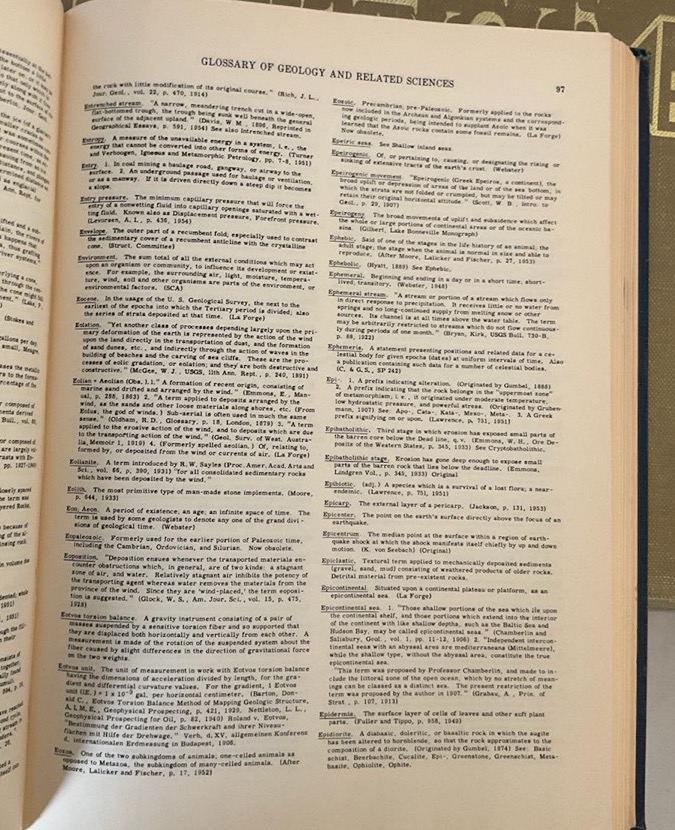 GLOSSARY OF GEOLOGY AND RELATED SCIENCES
97
the rock with little modification of its original course." (Rich, J. L.,
Jour. Geol., vol. 22, p. 470, 1914)
Entrenched stream. "A narrow, meandering trench cut in a wide-open,
flat-bottomed trough, the trough being sunk well beneath the general
surface of the adjacent upland." (Davis, W. M., 1896, Reprinted in
Geographical Essays, p. 591, 1954) See also Intrenched stream.
Entropy. A measure of the unavailable energy in a system, i.e., the
energy that cannot be converted into other forms of energy. (Turner
and Verhoogen, Igneous and Metamorphic Petrology, pp. 7-8, 1951)
Entry. 1. In coal mining a haulage road, gangway, or airway to the
surface. 2. An underground passage used for haulage or ventilation,
or as a manway. If it is driven directly down a steep dip it becomes
a slope.
Entry pressure. The minimum capillary pressure that will force the
entry of a nonwetting fluid into capillary openings saturated with a wet-
ting fluid. Known also as Displacement pressure, Forefront pressure.
(Levorsen, A. L., p. 436, 1954)
Envelope. The outer part of a recumbent fold; especially used to contrast
the sedimentary cover of a recumbent anticline with the crystalline
core. (Struct. Committee)
Environment. The sum total of all the external conditions which may act
upon an organism or community, to influence its development or exist-
ence. For example, the surrounding air, light, moisture, tempera-
ture, wind, soil and other organisms are parts of the environment, or
environmental factors. (SCA)
Eocene. In the usage of the U. S. Geological Survey, the next to the
earliest of the epochs into which the Tertiary period is divided; also
the series of strata deposited at that time. (La Forge)
Eolation. "Yet another class of processes depending largely upon the pri-
mary deformation of the earth is represented by the action of the wind
upon the land directly in the transportation of dust, and the formation
of sand dunes, etc., and indirectly through the action of waves in the
building of beaches and the carving of sea cliffs. These are the pro-
cesses of eolic gradation, or eolation; and they are both destructive and
constructive." (McGee, W J., USGS, 11th Ann. Rept., p. 240, 1891)
Eolian = Aeolian (Obs.). 1. "A formation of recent origin, consisting of
marine sand drifted and arranged by the wind." (Emmons, E., Man-
ual, p. 288, 1863) 2. "A term applied to deposits arranged by the
wind, as the sands and other loose materials along shores, etc. (From
Eolus, the god of winds.) Sub-aerial is often used in much the same
sense." (Oldham, R. D., Glossary, p. 18, London, 1879) 3. "A term
applied to the erosive action of the wind, and to deposits which are due
to the transporting action of the wind." (Geol. Surv. of West. Austra-
lia, Memoir 1, 1919) 4. (Formerly spelled aeolian.) Of, relating to,
formed by, or deposited from the wind or currents of air. (La Forge)
Eolianite. A term introduced by R. W. Sayles (Proc. Amer. Acad. Arts and
Sci., vol. 66, p. 390, 1931) "for all consolidated sedimentary rocks
which have been deposited by the wind."
Eolith. The most primitive type of man-made stone implements. (Moore,
p. 644, 1933)
Eon; Aeon. A period of existence; an age; an infinite space of time. The
term is used by some geologists to denote any one of the grand divi-
sions of geological time. (Webster)
Eopaleozoic. Formerly used for the earlier portion of Paleozoic time,
including the Cambrian, Ordovician, and Silurian. Now obsolete.
Eoposition. "Deposition ensues whenever the transported materials en-
counter obstructions which, in general, are of two kinds: a stagnant
zone of air, and water. Relatively stagnant air inhibits the potency of
the transporting agent whereas water removes the materials from the
province of the wind. Since they are 'wind-placed,' the term eoposi-
tion is suggested." (Glock, W. S., Am. Jour. Sci., vol. 15, p. 475,
1928)
Eotvos torsion balance. A gravity instrument consisting of a pair of
masses suspended by a sensitive torsion fiber and so supported that
they are displaced both horizontally and vertically from each other. A
measurement is made of the rotation of the suspended system about the
fiber caused by slight differences in the direction of gravitational force
on the two weights.
Eotvos unit. The unit of measurement in work with Eotvos torsion balance
having the dimensions of acceleration divided by length, for the gra-
dient and differential curvature values. For the gradient, 1 Eotvos
unit (E.) = 1 x 10⁻⁹ gal. per horizontal centimeter. (Barton, Don-
ald C., Eotvos Torsion Balance Method of Mapping Geologic Structure,
A.I.M.E., Geophysical Prospecting, p. 421, 1929. Nettleton, L. L.,
Geophysical Prospecting for Oil, p. 82, 1940) Roland v. Eotvos,
"Bestimmung der Gradienten der Schwerkraft und ihrer Niveau-
flächen mit Hilfe der Drehwage," Verh. d. XV, allgemeinen Konferenz
d. internationalen Erdmessung in Budapest, 1906.
Eozoa. One of the two subkingdoms of animals; one-celled animals as
opposed to Metazoa, the subkingdom of many-celled animals. (After
Moore, Lalicker and Fischer, p. 17, 1952)
Eozoic. Precambrian; pre-Paleozoic. Formerly applied to the rocks
now included in the Archean and Algonkian systems and the correspond-
ing geologic periods, being intended to supplant Azoic when it was
learned that the Azoic rocks contain some fossil remains. (La Forge)
Now obsolete.
Epeiric sea. See Shallow inland seas
Epeirogenic. Of, or pertaining to, causing, or designating the rising or
sinking of extensive tracts of the earth's crust. (Webster)
Epeirogenic movement. "Epeirogenic (Greek Epeiros, a continent), the
broad uplift or depression of areas of the land or of the sea bottom, in
which the strata are not folded or crumpled, but may be tilted or may
retain their original horizontal attitude." (Scott, W. B., Intro. to
Geol., p. 29, 1907)
Epeirogeny. The broad movements of uplift and subsidence which affect
the whole or large portions of continental areas or of the oceanic ba-
sins. (Gilbert, Lake Bonneville Monograph)
Ephebic. Said of one of the stages in the life history of an animal; the
adult stage, the stage when the animal is normal in size and able to
reproduce. (After Moore, Lalicker and Fischer, p. 27, 1953)
Ephebolic. (Hyatt, 1889) See Ephebic.
Ephemeral. Beginning and ending in a day or in a short time; short-
lived, transitory. (Webster, 1948)
Ephemeral stream. "A stream or portion of a stream which flows only
in direct response to precipitation. It receives little or no water from
springs and no long-continued supply from melting snow or other
sources. Its channel is at all times above the water table. The term
may be arbitrarily restricted to streams which do not flow continuous-
ly during periods of one month." (Bryan, Kirk, USGS Bull. 730-B,
p. 88, 1922)
Ephemeris. A statement presenting positions and related data for a ce-
lestial body for given epochs (dates) at uniform intervals of time. Also
a publication containing such data for a number of celestial bodies.
(C. & G.S., SP 242)
Epi-. 1. A prefix indicating alteration. (Originated by Gumbel, 1888)
2. A prefix indicating that the rock belongs in the "uppermost zone"
of metamorphism, i.e., it originated under moderate temperature,
low hydrostatic pressure, and powerful stress. (Originated by Gruben-
mann, 1907) See: Apo-, Cata-, Kata-, Meso-, Meta-. 3. A Greek
prefix signifying on or upon. (Lawrence, p. 751, 1951)
Epibatholithic. Third stage in which erosion has exposed small parts of
the barren core below the Dead line, q. v. (Emmons, W. H., Ore De-
posits of the Western States, p. 345, 1933) See Cryptobatholithic.
Epibatholithic stage. Erosion has gone deep enough to expose small
parts of the barren rock that lies below the deadline. (Emmons,
Lindgren Vol., p. 345, 1933) Original
Epibiotic. (adj.) A species which is a survival of a lost flora; a near-
endemic. (Lawrence, p. 751, 1951)
Epicarp. The external layer of a pericarp. (Jackson, p. 131, 1953)
Epicenter. The point on the earth's surface directly above the focus of an
earthquake.
Epicentrum. The median point at the surface within a region of earth-
quake shock at which the shock manifests itself chiefly by up and down
motion. (K. von Seebach) (Original)
Epiclastic. Textural term applied to mechanically deposited sediments
(gravel, sand, mud) consisting of weathered products of older rocks.
Detrital material from pre-existent rocks.
Epicontinental. Situated upon a continental plateau or platform, as an
epicontinental sea. (La Forge)
Epicontinental sea. 1. "Those shallow portions of the sea which lie upon
the continental shelf, and those portions which extend into the interior
of the continent with like shallow depths, such as the Baltic Sea and
Hudson Bay, may be called epicontinental seas." (Chamberlin and
Salisbury, Geol., vol. 1, pp. 11-12, 1906) 2. "Independent intercon-
tinental seas with an abyssal area are mediterraneans (Mittelmeere),
while the shallow type, without the abyssal area, constitute the true
epicontinental sea.
"This term was proposed by Professor Chamberlin, and made to in-
clude the littoral zone of the open ocean, which by no stretch of mean-
ings can be classed as a distinct sea. The present restriction of the
term was proposed by the author in 1907." (Grabau, A., Prin. of
Strat., p. 107, 1913)
Epidermis. The surface layer of cells of leaves and other soft plant
parts. (Fuller and Tippo, p. 958, 1949)
Epidiorite. A diabasic, doleritic, or basaltic rock in which the augite
has been altered to hornblende, so that the rock approximates to the
composition of a diorite. (Originated by Gumbel, 1874) See: Basic
schist, Beerbachite, Eucalite, Epi-, Greenstone, Greenschist, Meta-
basite, Ophiolite, Ophite.